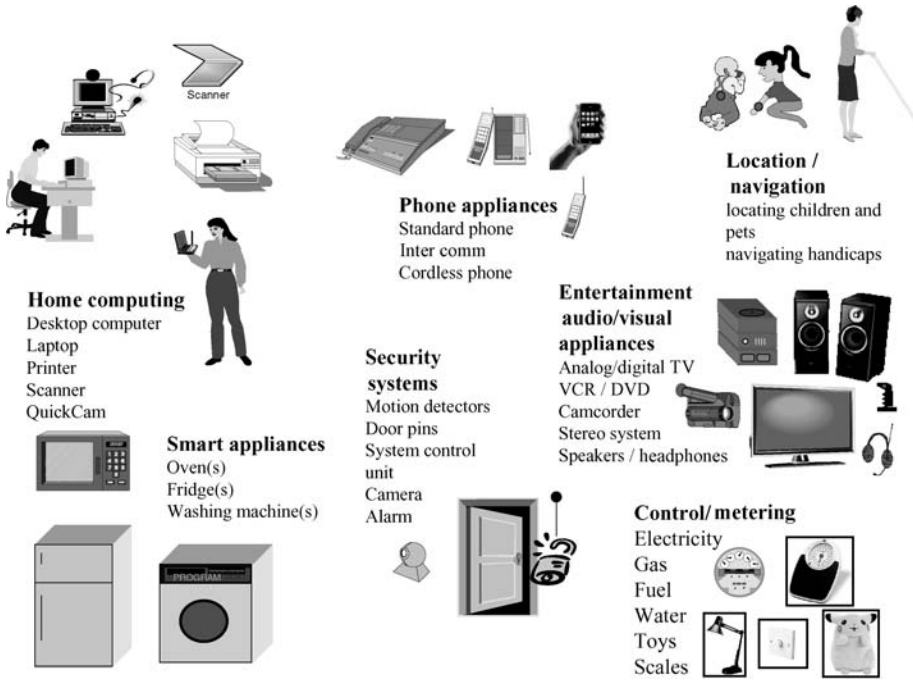 Scanner
Home computing
Desktop computer
Laptop
Printer
Scanner
QuickCam
Phone appliances
Standard phone
Inter comm
Cordless phone
Location /
navigation
locating children and
pets
navigating handicaps
Entertainment
audio/visual
appliances
Analog/digital TV
VCR / DVD
Camcorder
Stereo system
Speakers / headphones
Security
systems
Motion detectors
Door pins
System control
unit
Camera
Alarm
Smart appliances
Oven(s)
Fridge(s)
Washing machine(s)
PROGRAM
Control/ metering
Electricity
Gas
Fuel
Water
Toys
Scales